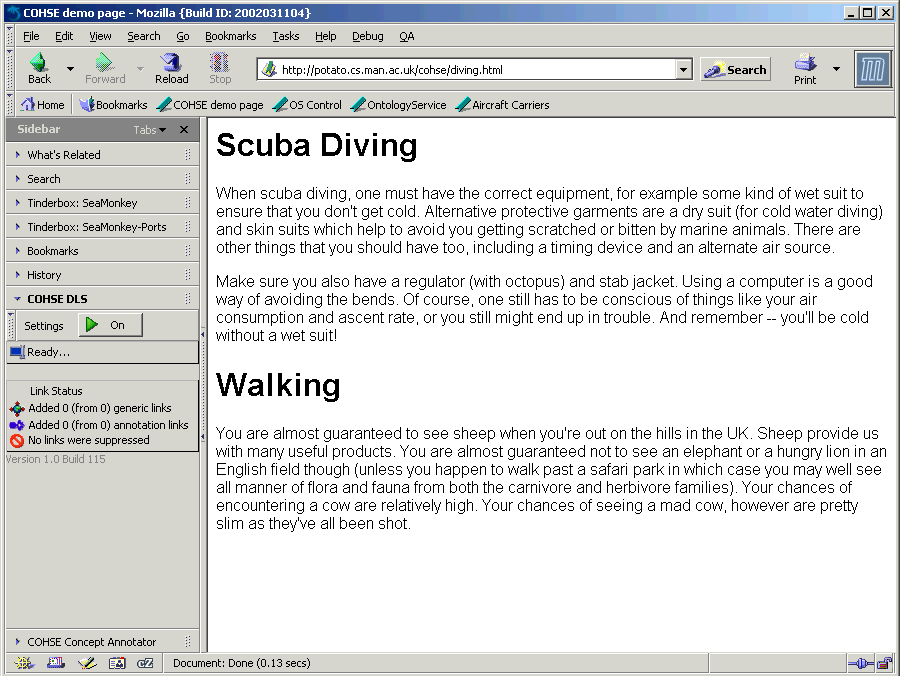 COHSE demo page - Mozilla {Build ID: 2002031104}
File Edit View Search Go Bookmarks Tasks Help Debug QA
Back Forward Reload Stop http://potato.cs.man.ac.uk/cohse/diving.html Search Print
Home Bookmarks COHSE demo page OS Control OntologyService Aircraft Carriers
Sidebar Tabs
What's Related
Search
Tinderbox: SeaMonkey
Tinderbox: SeaMonkey-Ports
Bookmarks
History
COHSE DLS
Settings On
Ready...
Link Status
Added 0 (from 0) generic links
Added 0 (from 0) annotation links
No links were suppressed
Version 1.0 Build 115
COHSE Concept Annotator
Scuba Diving
When scuba diving, one must have the correct equipment, for example some kind of wet suit to
ensure that you don't get cold. Alternative protective garments are a dry suit (for cold water diving)
and skin suits which help to avoid you getting scratched or bitten by marine animals. There are
other things that you should have too, including a timing device and an alternate air source.
Make sure you also have a regulator (with octopus) and stab jacket. Using a computer is a good
way of avoiding the bends. Of course, one still has to be conscious of things like your air
consumption and ascent rate, or you still might end up in trouble. And remember -- you'll be cold
without a wet suit!
Walking
You are almost guaranteed to see sheep when you're out on the hills in the UK. Sheep provide us
with many useful products. You are almost guaranteed not to see an elephant or a hungry lion in an
English field though (unless you happen to walk past a safari park in which case you may well see
all manner of flora and fauna from both the carnivore and herbivore families). Your chances of
encountering a cow are relatively high. Your chances of seeing a mad cow, however are pretty
slim as they've all been shot.
Document: Done (0.13 secs)